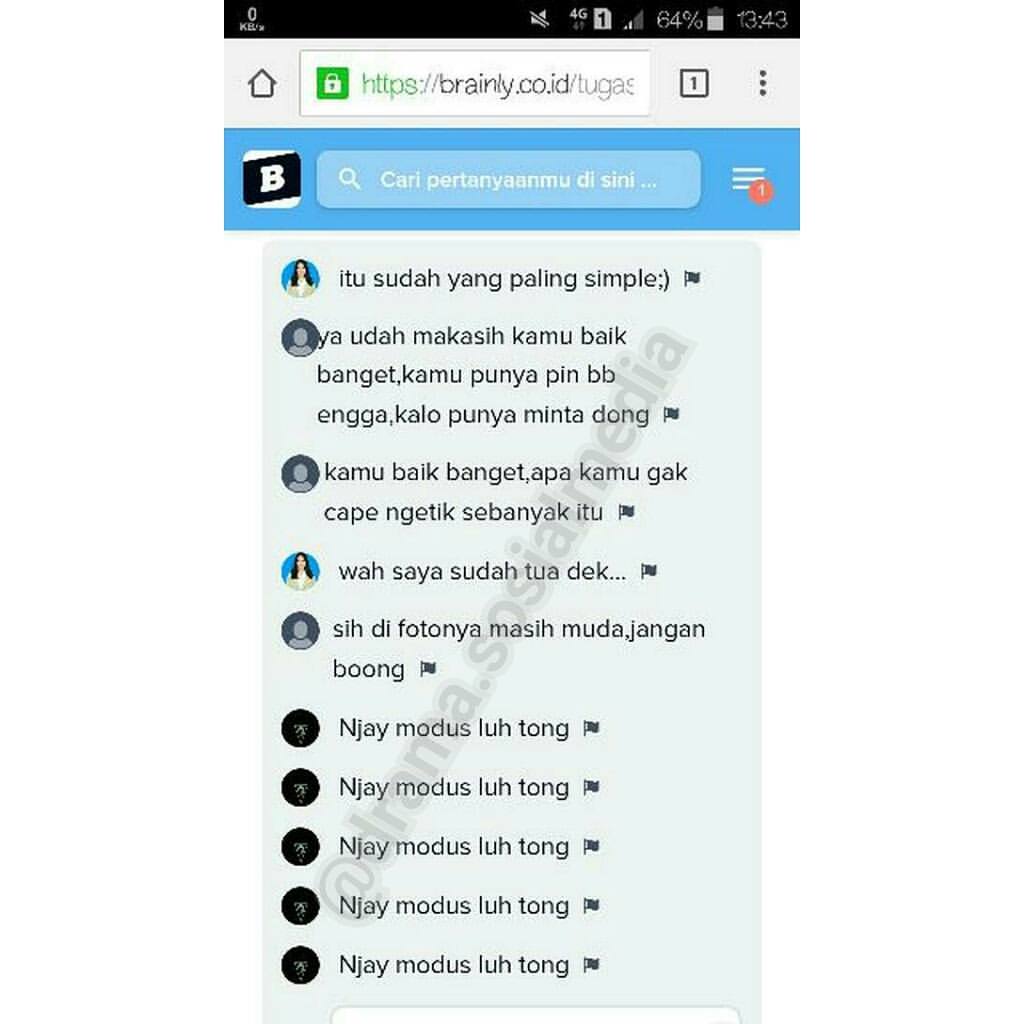 0
KB/s
4G 1 64% 13:43
https://brainly.co.id/tugas
1
B
Cari pertanyaanmu di sini ...
1
itu sudah yang paling simple;)
ya udah makasih kamu baik
banget,kamu punya pin bb
engga,kalo punya minta dong
kamu baik banget,apa kamu gak
cape ngetik sebanyak itu
wah saya sudah tua dek...
sih di fotonya masih muda,jangan
boong
Njay modus luh tong
Njay modus luh tong
Njay modus luh tong
Njay modus luh tong
Njay modus luh tong
@drama.sosialmedia